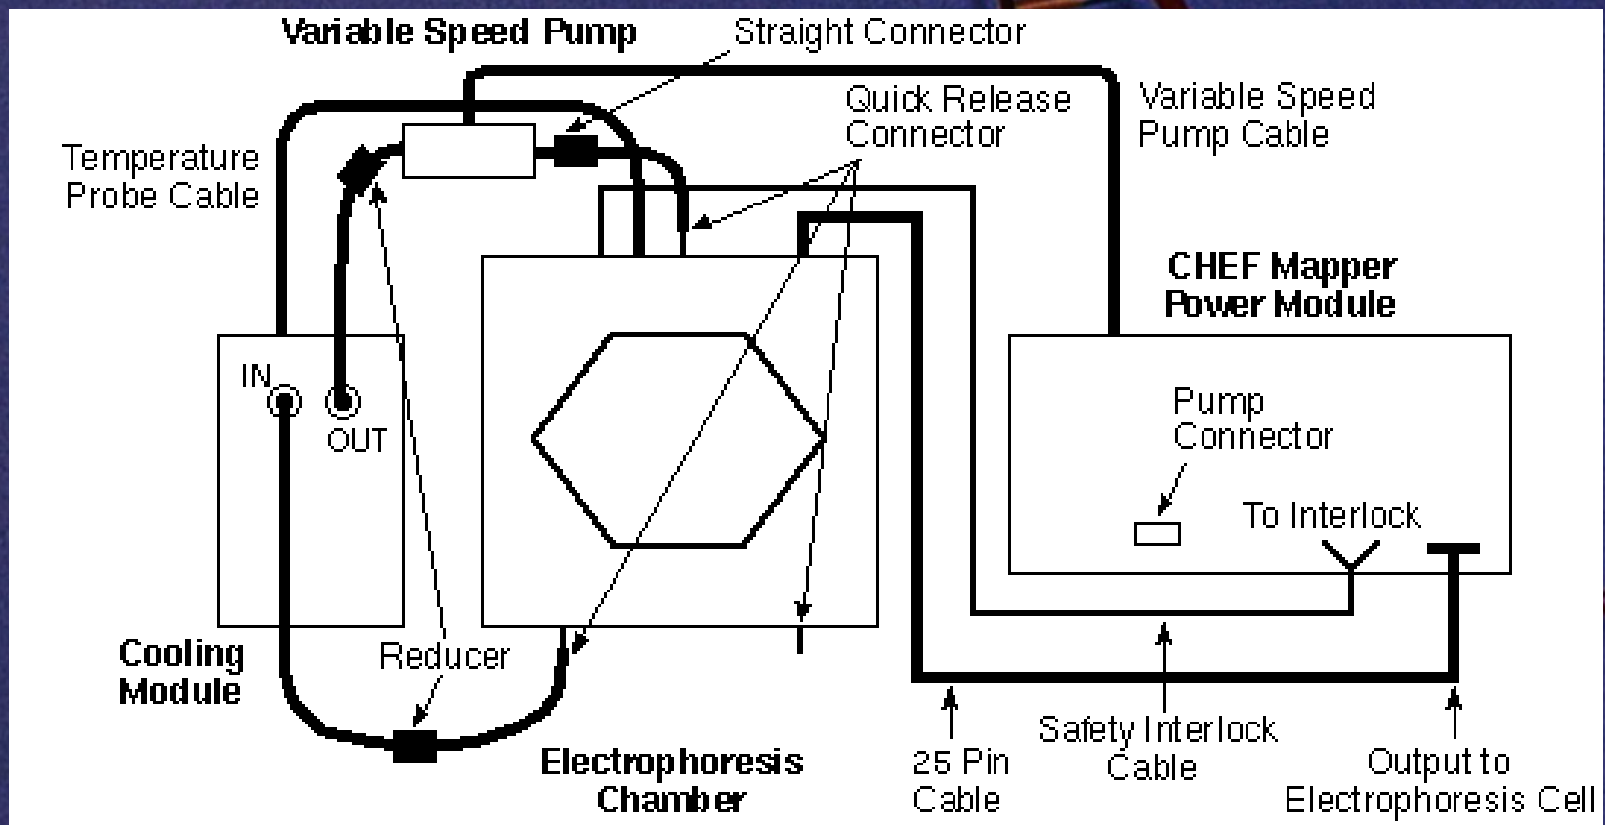 Variable Speed Pump
Straight Connector
Quick Release
Connector
Variable Speed
Pump Cable
Temperature
Probe Cable
CHEF Mapper
Power Module
IN
OUT
Pump
Connector
To Interlock
Cooling
Module
Reducer
Electrophoresis
Chamber
25 Pin
Cable
Safety Interlock
Cable
Output to
Electrophoresis Cell